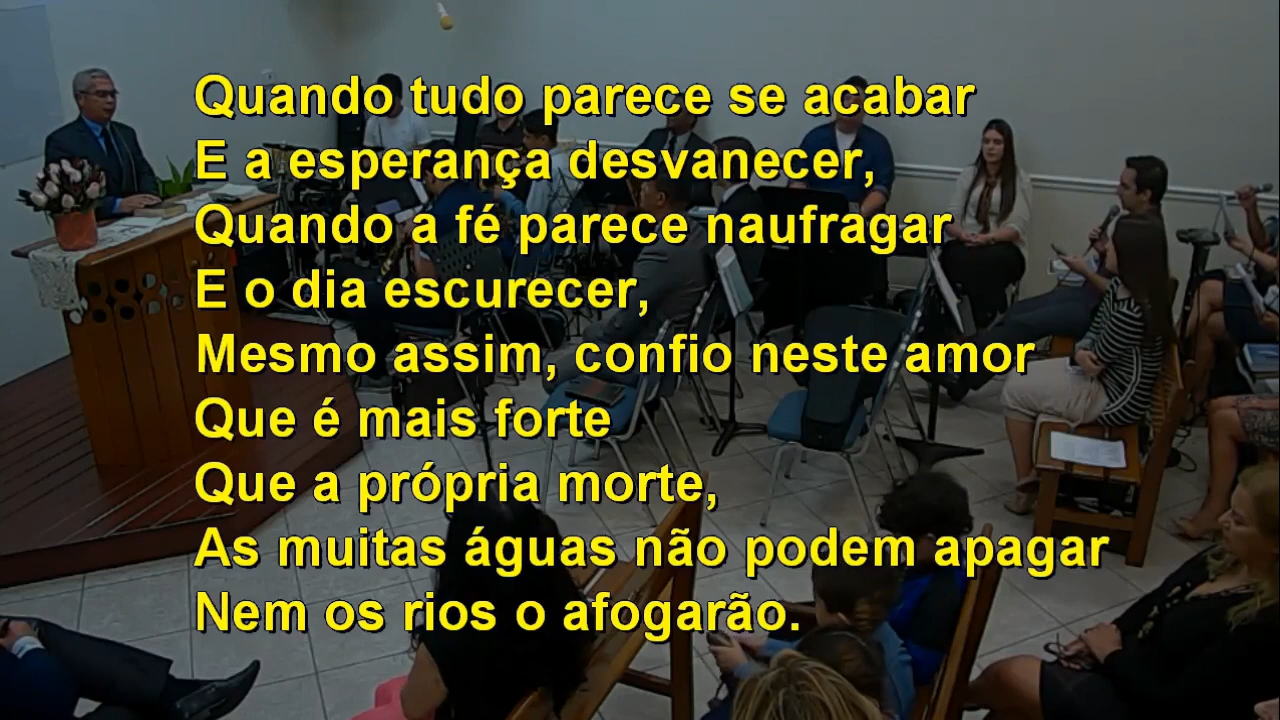 Quando tudo parece se acabar
E a esperança desvanecer,
Quando a fé parece naufragar
E o dia escurecer,
Mesmo assim, confio neste amor
Que é mais forte
Que a própria morte,
As muitas águas não podem apagar
Nem os rios o afogarão.